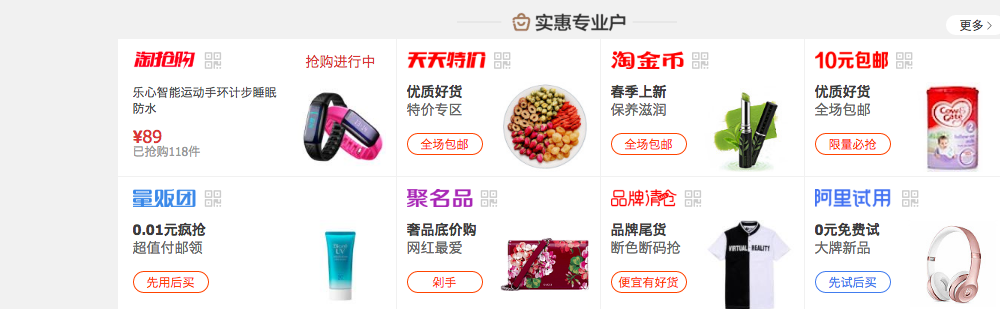 实惠专业户
更多
淘抢购
抢购进行中
乐心智能运动手环计步睡眠
防水
¥89
已抢购118件
天天特价
优质好货
特价专区
全场包邮
淘金币
春季上新
保养滋润
全场包邮
10元包邮
优质好货
全场包邮
限量必抢
Cow&Gate
2
量贩团
0.01元疯抢
超值付邮领
先用后买
UV
聚名品
奢品底价购
网红最爱
剁手
品牌清仓
品牌尾货
断色断码抢
便宜有好货
VIRTUAL REALITY
阿里试用
0元免费试
大牌新品
先试后买